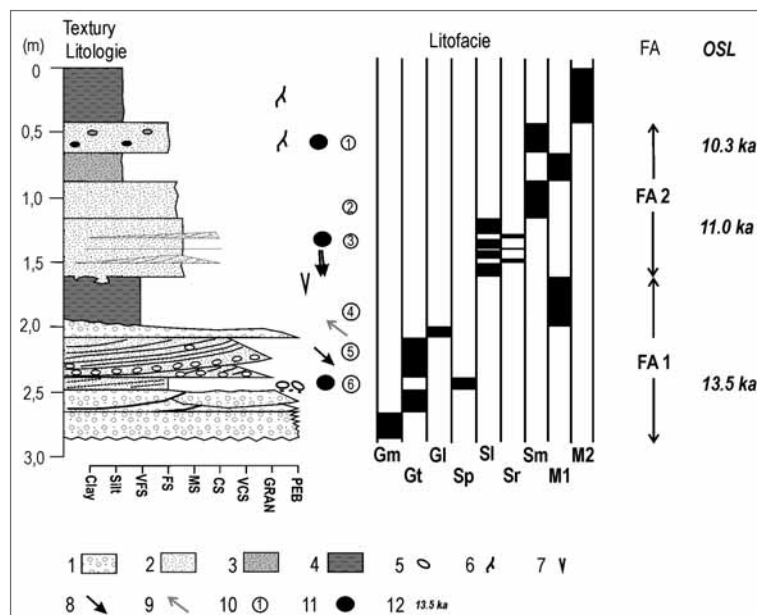 Textury
Litologie
(m)
Litofacie
FA
OSL
0
0,5
1,0
1,5
2,0
2,5
3,0
1
2
3
4
5
6
10.3 ka
FA 2
11.0 ka
FA 1
13.5 ka
Gm Gl Sl Sm M2
Gt Sp Sr M1
Clay Silt VFS FS MS CS VCS GRAN PEB
1 2 3 4 5 6 7
8 9 10 1 11 12 13.5 ka